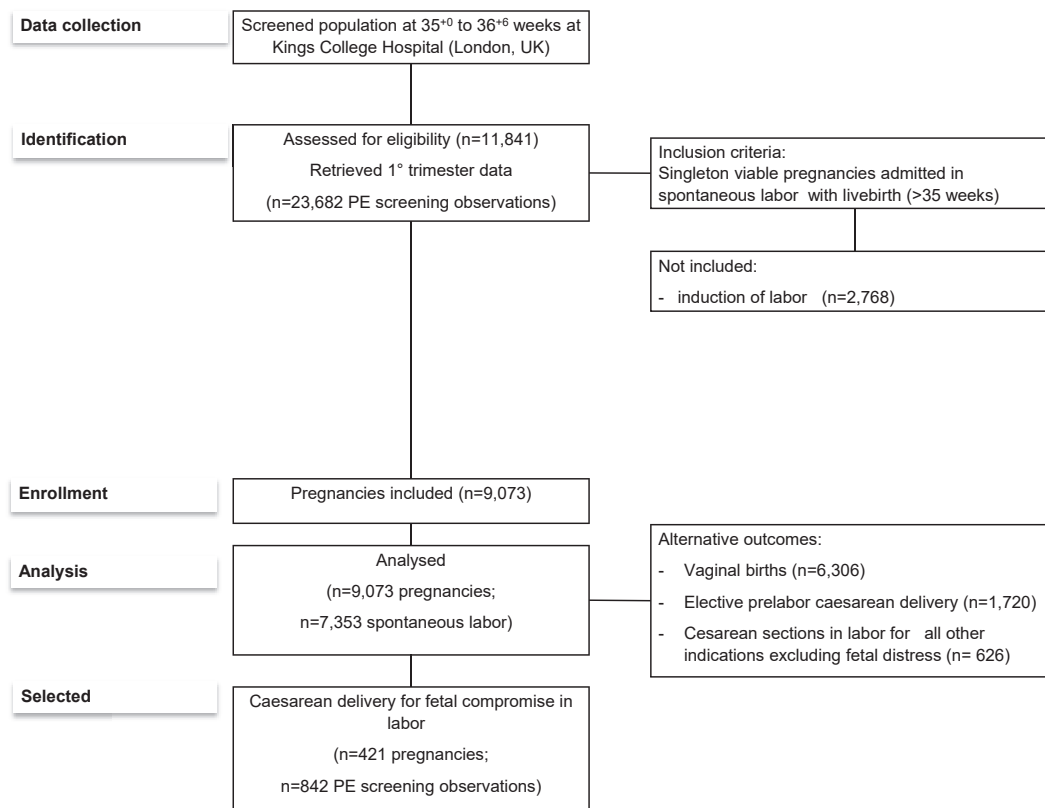 Data collection
Screened population at 35⁺⁰ to 36⁺⁶ weeks at
Kings College Hospital (London, UK)
Identification
Assessed for eligibility (n=11,841)
Retrieved 1° trimester data
(n=23,682 PE screening observations)
Inclusion criteria:
Singleton viable pregnancies admitted in
spontaneous labor with livebirth (>35 weeks)
Not included:
- induction of labor (n=2,768)
Enrollment
Pregnancies included (n=9,073)
Analysis
Analysed
(n=9,073 pregnancies;
n=7,353 spontaneous labor)
Alternative outcomes:
- Vaginal births (n=6,306)
- Elective prelabor caesarean delivery (n=1,720)
- Cesarean sections in labor for all other
indications excluding fetal distress (n= 626)
Selected
Caesarean delivery for fetal compromise in
labor
(n=421 pregnancies;
n=842 PE screening observations)